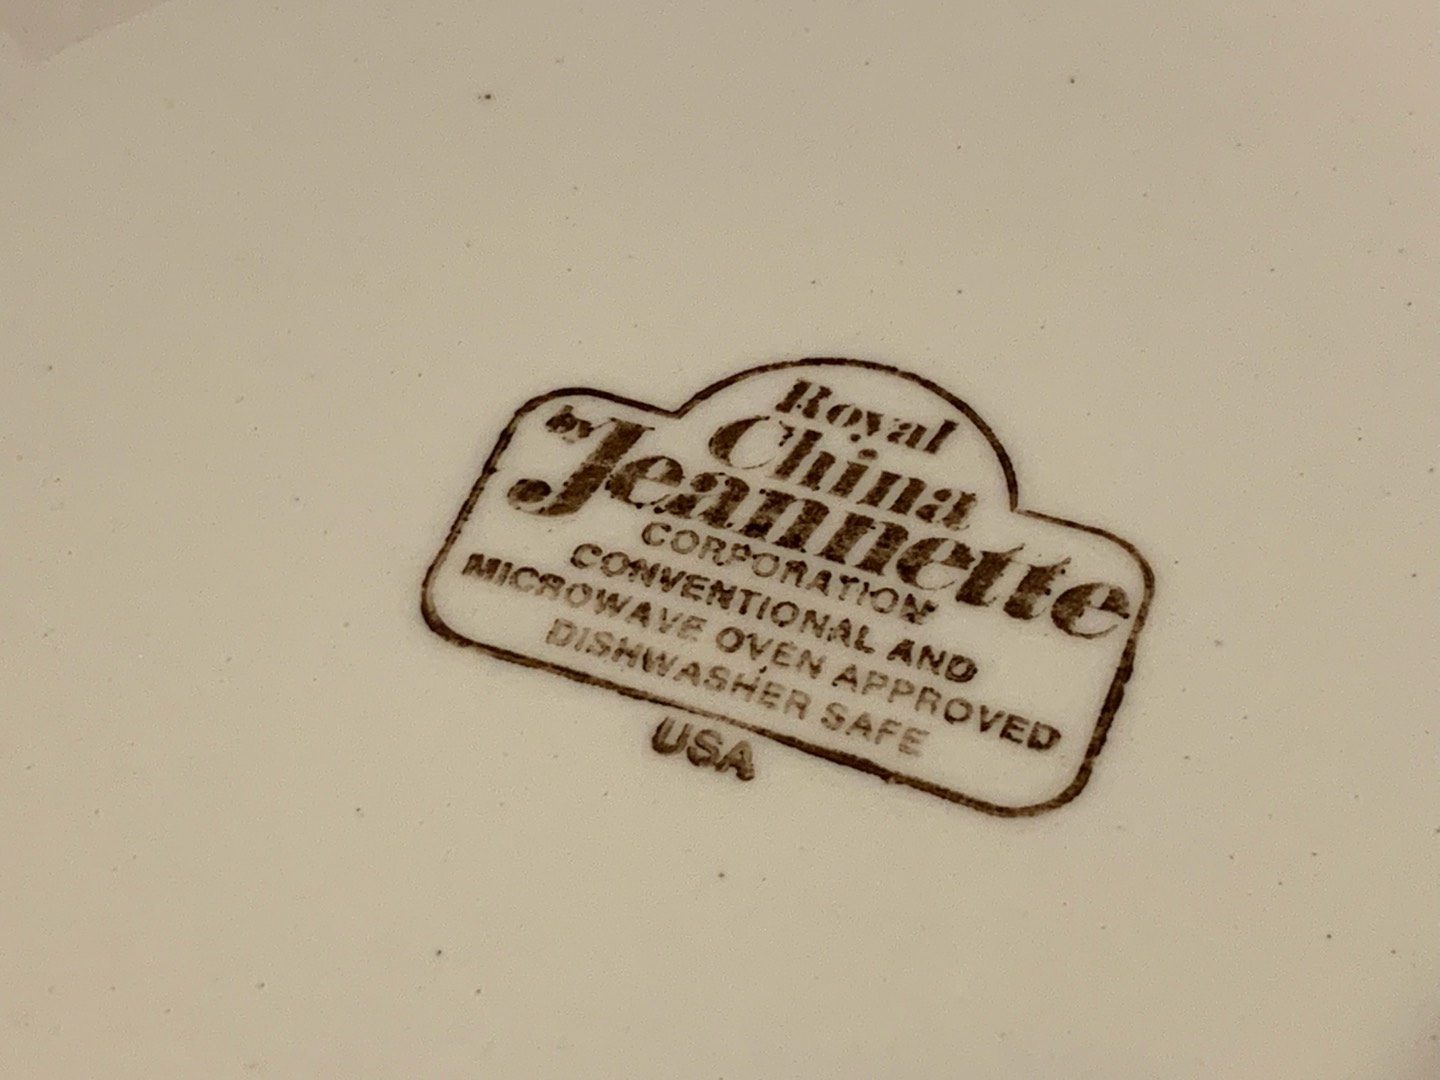 Royal
China
by Jeannette
CORPORATION
CONVENTIONAL AND
MICROWAVE OVEN APPROVED
DISHWASHER SAFE
USA